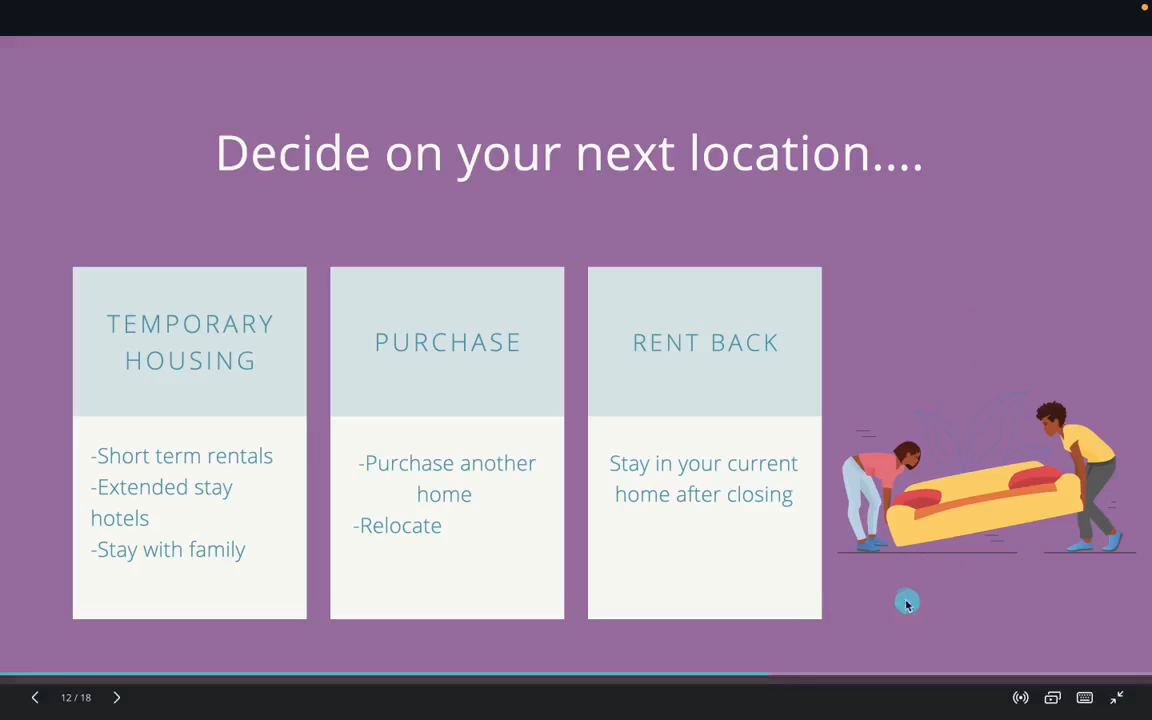 Decide on your next location....
TEMPORARY
HOUSING
-Short term rentals
-Extended stay
hotels
-Stay with family
PURCHASE
-Purchase another
home
-Relocate
RENT BACK
Stay in your current
home after closing
12 / 18